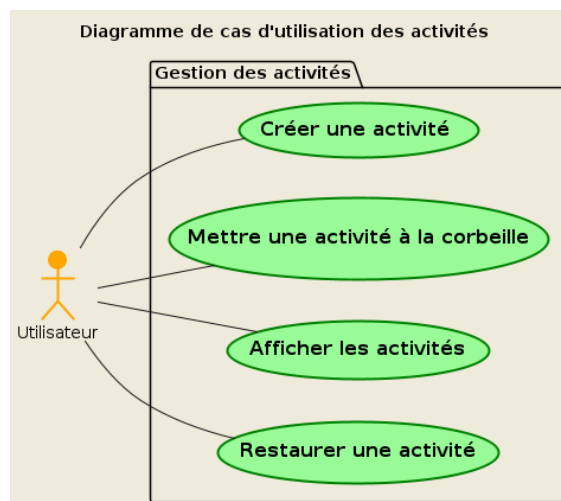 Diagramme de cas d'utilisation des activités
Gestion des activités
Créer une activité
Mettre une activité à la corbeille
Utilisateur
Afficher les activités
Restaurer une activité